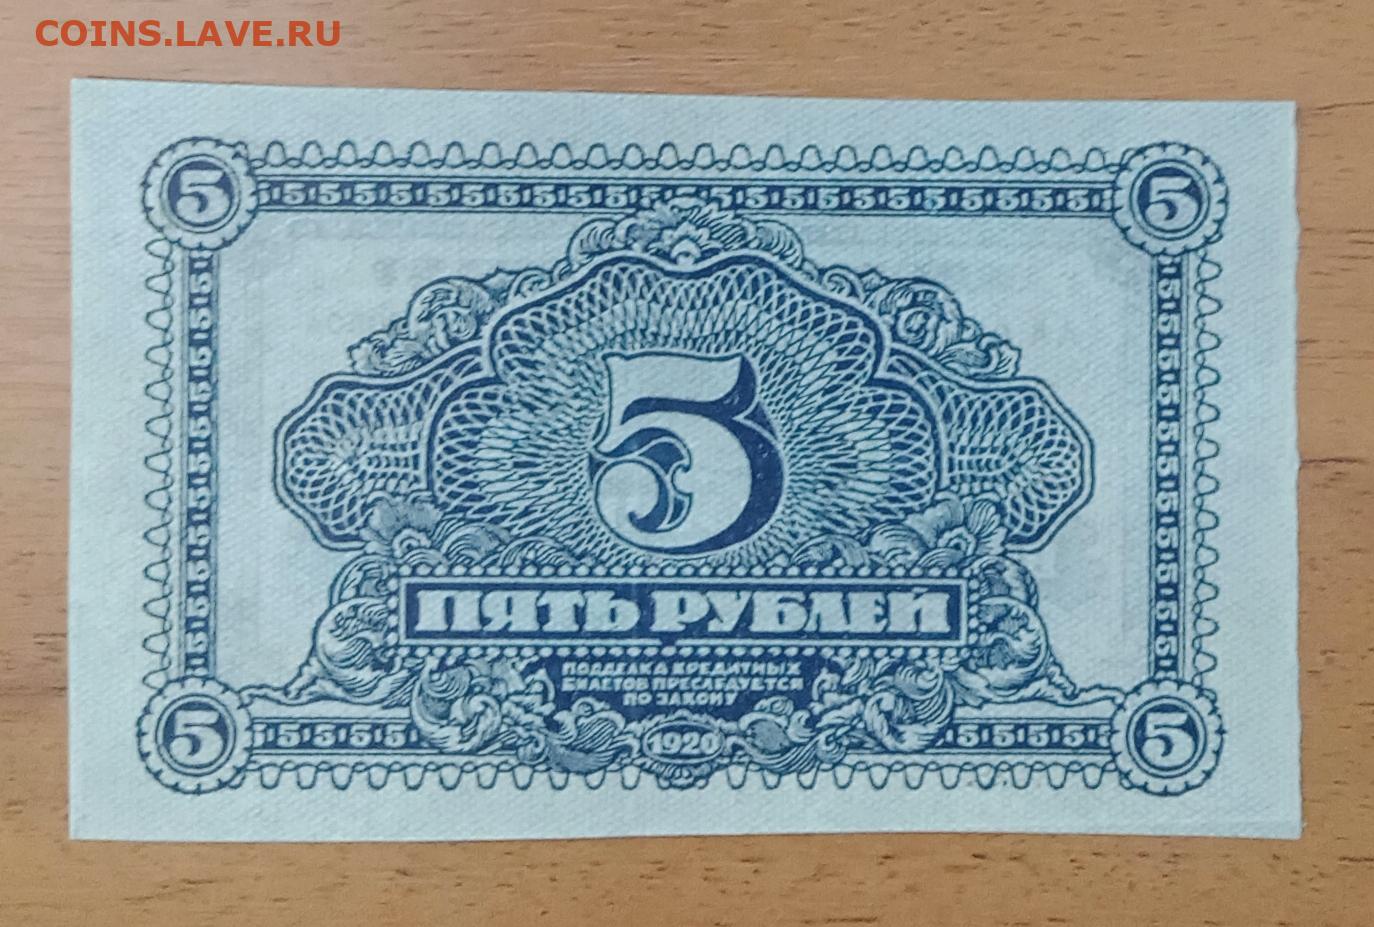 COINS.LAVE.RU
5 5
5
ПЯТЬ РУБЛЕЙ
ПОДДЕЛКА КРЕДИТНЫХ
БИЛЕТОВ ПРЕСЛЕДУЕТСЯ
ПО ЗАКОНУ
5 1920 5